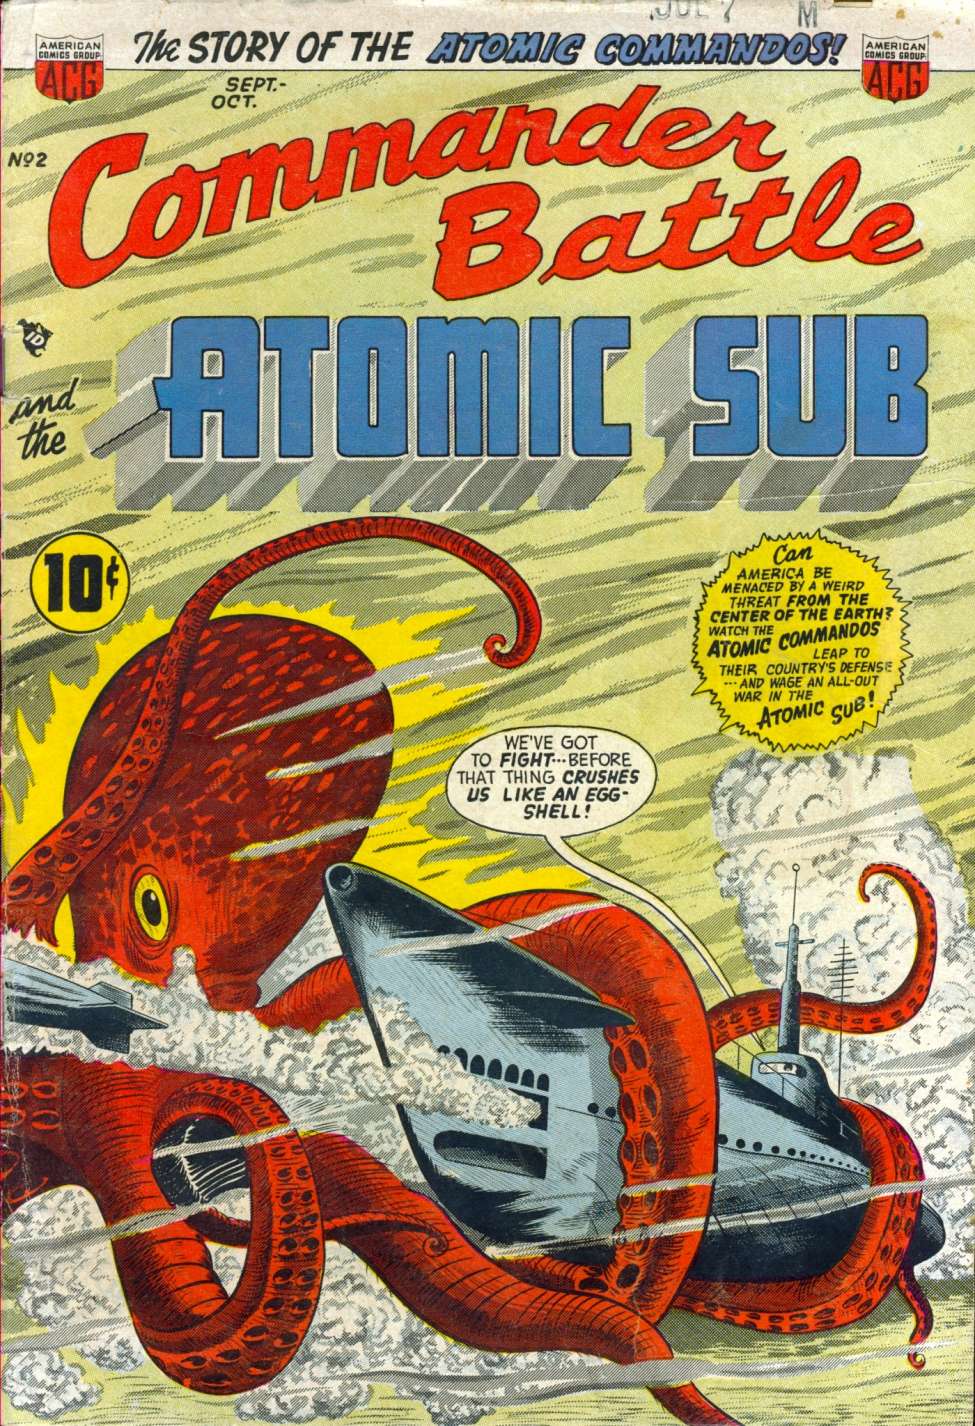 JUL 7 M
AMERICAN
COMICS GROUP
ACG
The STORY OF THE ATOMIC COMMANDOS!
AMERICAN
COMICS GROUP
ACG
SEPT.-
OCT.
Nº2
Commander
Battle
and
the
ATOMIC SUB
10¢
Can
AMERICA BE
MENACED BY A WEIRD
THREAT FROM THE
CENTER OF THE EARTH?
WATCH THE
ATOMIC COMMANDOS
LEAP TO
THEIR COUNTRY'S DEFENSE
---AND WAGE AN ALL-OUT
WAR IN THE
ATOMIC SUB!
WE'VE GOT
TO FIGHT---BEFORE
THAT THING CRUSHES
US LIKE AN EGG-
SHELL!